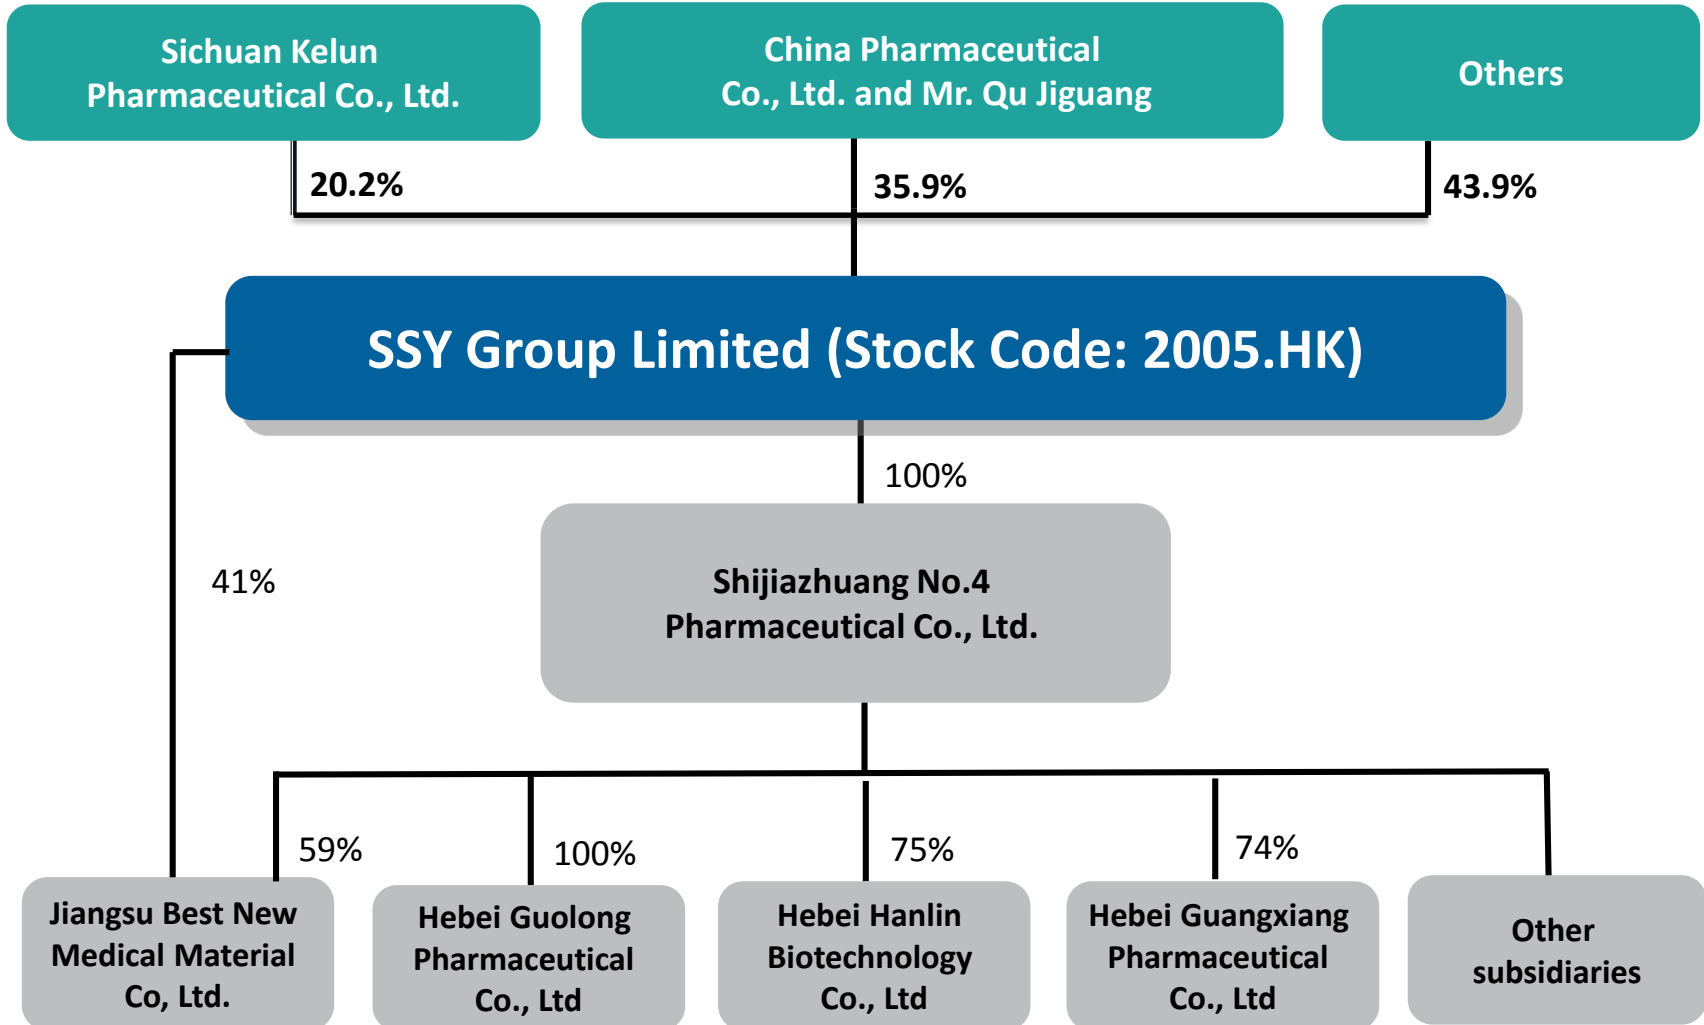 Sichuan Kelun
Pharmaceutical Co., Ltd.
China Pharmaceutical
Co., Ltd. and Mr. Qu Jiguang
Others
20.2%
35.9%
43.9%
SSY Group Limited (Stock Code: 2005.HK)
100%
41%
Shijiazhuang No.4
Pharmaceutical Co., Ltd.
59%
100%
75%
74%
Jiangsu Best New
Medical Material
Co, Ltd.
Hebei Guolong
Pharmaceutical
Co., Ltd
Hebei Hanlin
Biotechnology
Co., Ltd
Hebei Guangxiang
Pharmaceutical
Co., Ltd
Other
subsidiaries